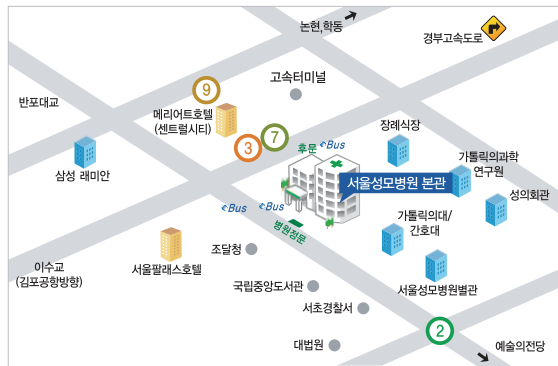 논현,학동
경부고속도로
9
고속터미널
반포대교
메리어트호텔
(센트럴시티)
7
3
후문
Bus
장례식장
가톨릭의과학
연구원
삼성 래미안
서울성모병원 본관
성의회관
Bus
Bus
병원정문
가톨릭의대/
간호대
조달청
이수교
(김포공항방향)
서울팔래스호텔
국립중앙도서관
서울성모병원별관
서초경찰서
2
대법원
예술의전당